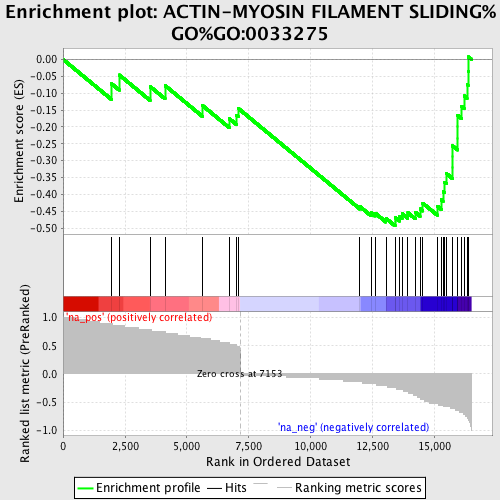 Enrichment plot: ACTIN-MYOSIN FILAMENT SLIDING%
GO%GO:0033275
Enrichment score (ES)
0.00
-0.05
-0.10
-0.15
-0.20
-0.25
-0.30
-0.35
-0.40
-0.45
-0.50
Ranked list metric (PreRanked)
1.0
0.5
0.0
-0.5
-1.0
'na_pos' (positively correlated)
Zero cross at 7153
'na_neg' (negatively correlated)
0 2,500 5,000 7,500 10,000 12,500 15,000
Rank in Ordered Dataset
Enrichment profile Hits Ranking metric scores